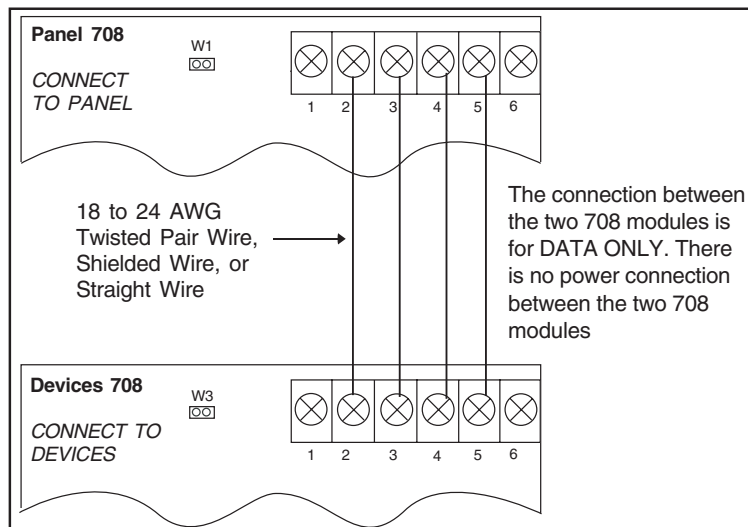 Panel 708
W1
CONNECT
TO PANEL
1 2 3 4 5 6
18 to 24 AWG
Twisted Pair Wire,
Shielded Wire, or
Straight Wire
The connection between
the two 708 modules is
for DATA ONLY. There
is no power connection
between the two 708
modules
Devices 708
W3
CONNECT TO
DEVICES
1 2 3 4 5 6